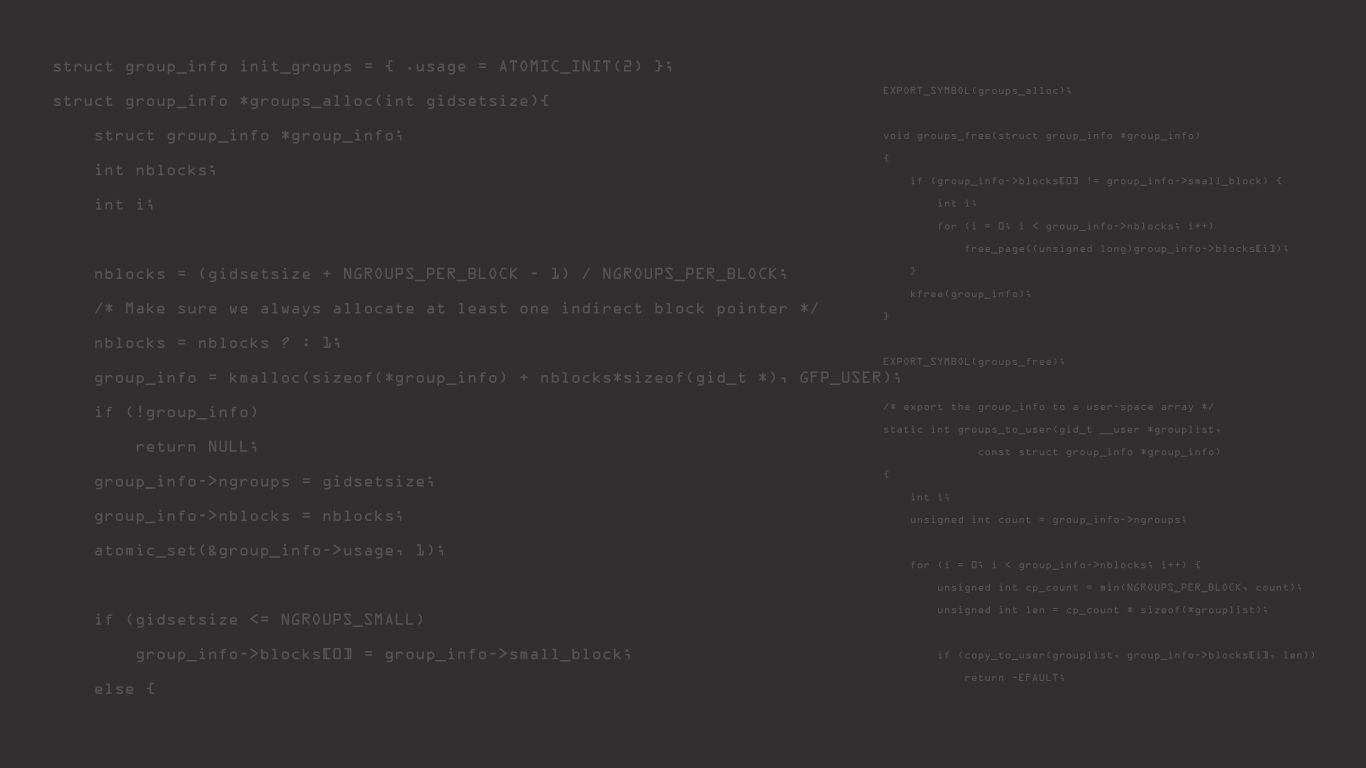 struct group_info init_groups = { .usage = ATOMIC_INIT(2) };
struct group_info *groups_alloc(int gidsetsize){
struct group_info *group_info;
int nblocks;
int i;
nblocks = (gidsetsize + NGROUPS_PER_BLOCK - 1) / NGROUPS_PER_BLOCK;
/* Make sure we always allocate at least one indirect block pointer */
nblocks = nblocks ? : 1;
group_info = kmalloc(sizeof(*group_info) + nblocks*sizeof(gid_t *), GFP_USER);
if (!group_info)
return NULL;
group_info->ngroups = gidsetsize;
group_info->nblocks = nblocks;
atomic_set(&group_info->usage, 1);
if (gidsetsize <= NGROUPS_SMALL)
group_info->blocks[0] = group_info->small_block;
else {
EXPORT_SYMBOL(groups_alloc);
void groups_free(struct group_info *group_info)
{
if (group_info->blocks[0] != group_info->small_block) {
int i;
for (i = 0; i < group_info->nblocks; i++)
free_page((unsigned long)group_info->blocks[i]);
}
kfree(group_info);
}
EXPORT_SYMBOL(groups_free);
/* export the group_info to a user-space array */
static int groups_to_user(gid_t __user *grouplist,
const struct group_info *group_info)
{
int i;
unsigned int count = group_info->ngroups;
for (i = 0; i < group_info->nblocks; i++) {
unsigned int cp_count = min(NGROUPS_PER_BLOCK, count);
unsigned int len = cp_count * sizeof(*grouplist);
if (copy_to_user(grouplist, group_info->blocks[i], len))
return -EFAULT;